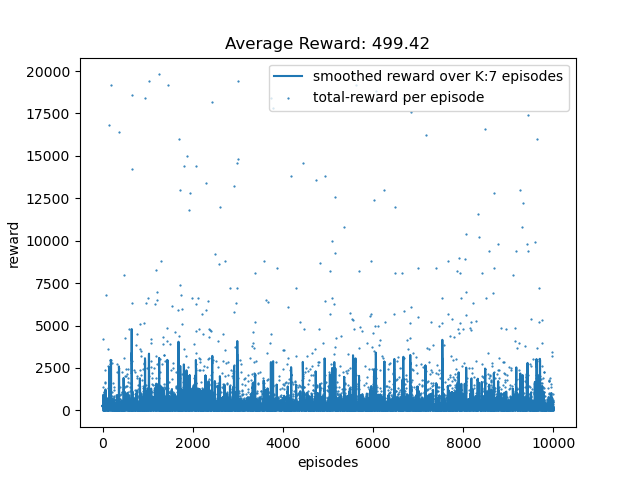 Average Reward: 499.42
smoothed reward over K:7 episodes
total-reward per episode
20000
17500
15000
12500
10000
7500
5000
2500
0
reward
0 2000 4000 6000 8000 10000
episodes